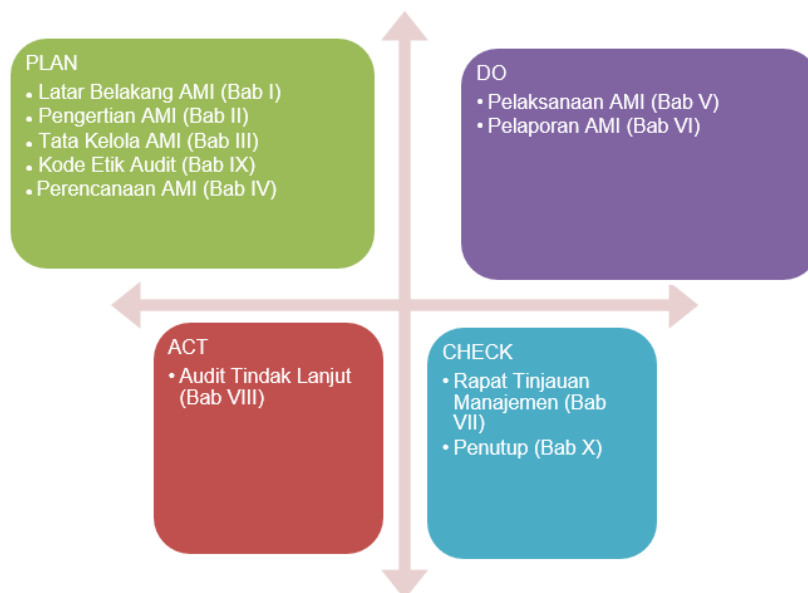 PLAN
• Latar Belakang AMI (Bab I)
• Pengertian AMI (Bab II)
• Tata Kelola AMI (Bab III)
• Kode Etik Audit (Bab IX)
• Perencanaan AMI (Bab IV)
DO
• Pelaksanaan AMI (Bab V)
• Pelaporan AMI (Bab VI)
ACT
• Audit Tindak Lanjut
(Bab VIII)
CHECK
• Rapat Tinjauan
Manajemen (Bab
VII)
• Penutup (Bab X)